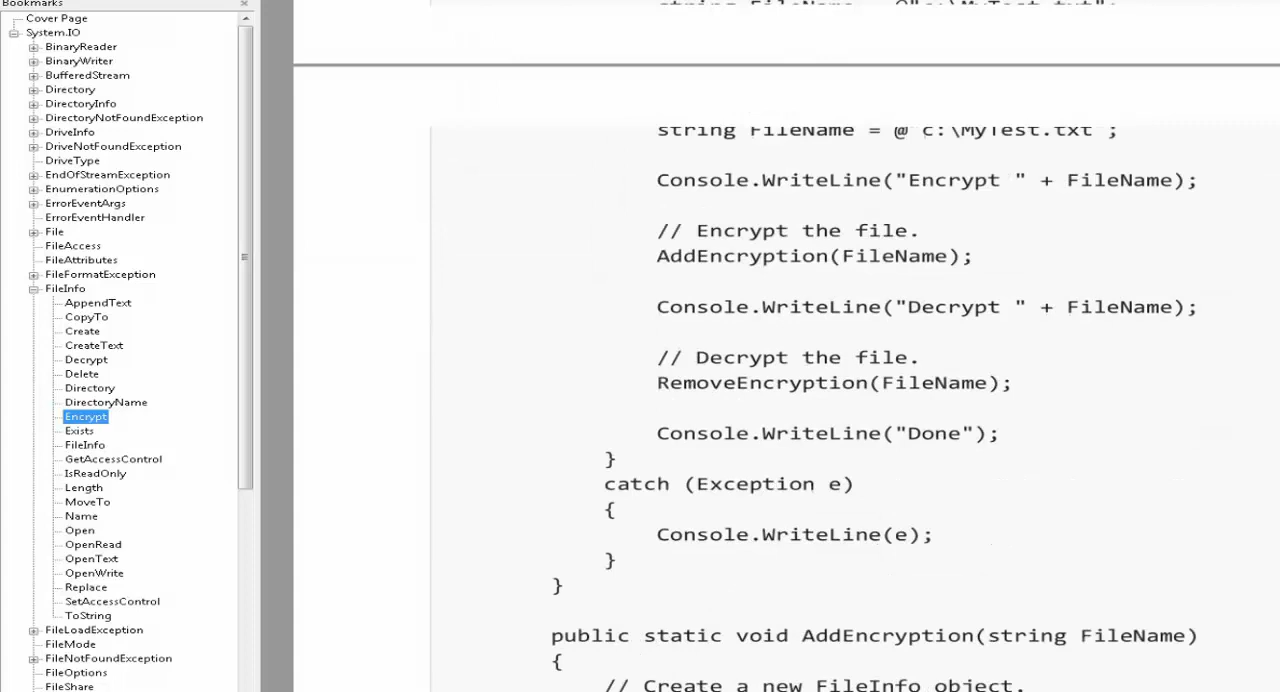 Bookmarks
Cover Page
System.IO
BinaryReader
BinaryWriter
BufferedStream
Directory
DirectoryInfo
DirectoryNotFoundException
DriveInfo
DriveNotFoundException
DriveType
EndOfStreamException
EnumerationOptions
ErrorEventArgs
ErrorEventHandler
File
FileAccess
FileAttributes
FileFormatException
FileInfo
AppendText
CopyTo
Create
CreateText
Decrypt
Delete
Directory
DirectoryName
Encrypt
Exists
FileInfo
GetAccessControl
IsReadOnly
Length
MoveTo
Name
Open
OpenRead
OpenText
OpenWrite
Replace
SetAccessControl
ToString
FileLoadException
FileMode
FileNotFoundException
FileOptions
FileShare
string FileName = @"c:\MyTest.txt";
string FileName = @"c:\MyTest.txt";
Console.WriteLine("Encrypt " + FileName);
// Encrypt the file.
AddEncryption(FileName);
Console.WriteLine("Decrypt " + FileName);
// Decrypt the file.
RemoveEncryption(FileName);
Console.WriteLine("Done");
}
catch (Exception e)
{
Console.WriteLine(e);
}
}
public static void AddEncryption(string FileName)
{
// Create a new FileInfo object.